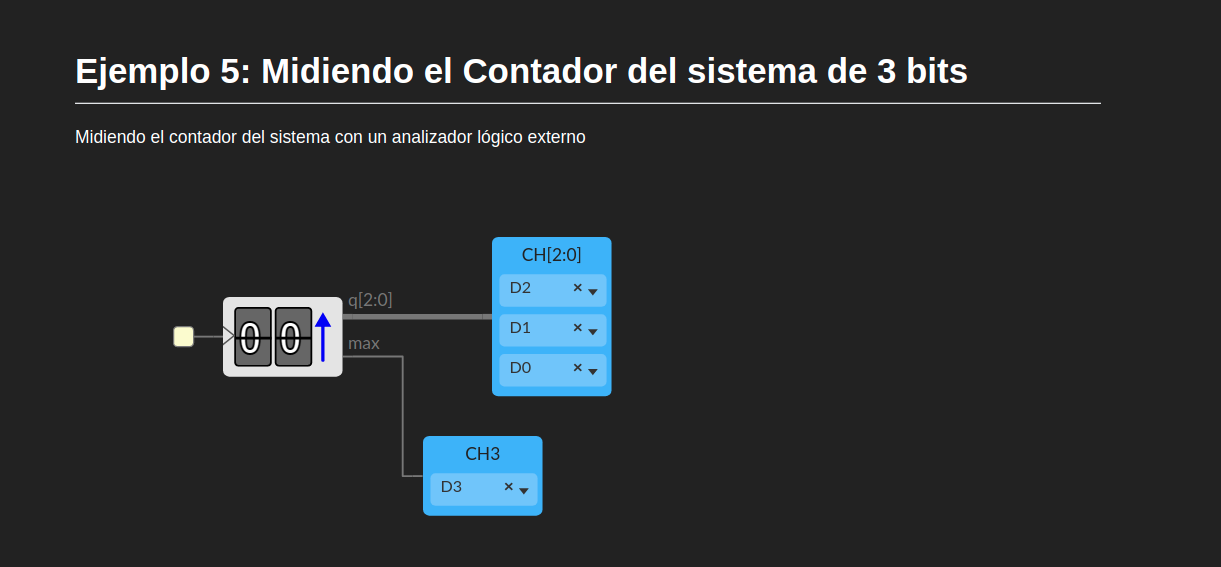 Ejemplo 5: Midiendo el Contador del sistema de 3 bits
Midiendo el contador del sistema con un analizador lógico externo
CH[2:0]
D2
D1
D0
q[2:0]
max
00
CH3
D3